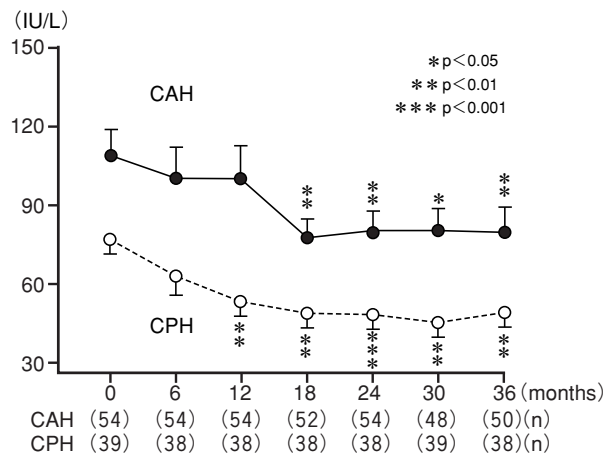 (IU/L)
150
120
90
60
30
*p<0.05
**p<0.01
***p<0.001
CAH
CPH
** ** * **
** ** *** ** **
0 6 12 18 24 30 36 (months)
CAH (54) (54) (54) (52) (54) (48) (50)(n)
CPH (39) (38) (38) (38) (38) (39) (38)(n)